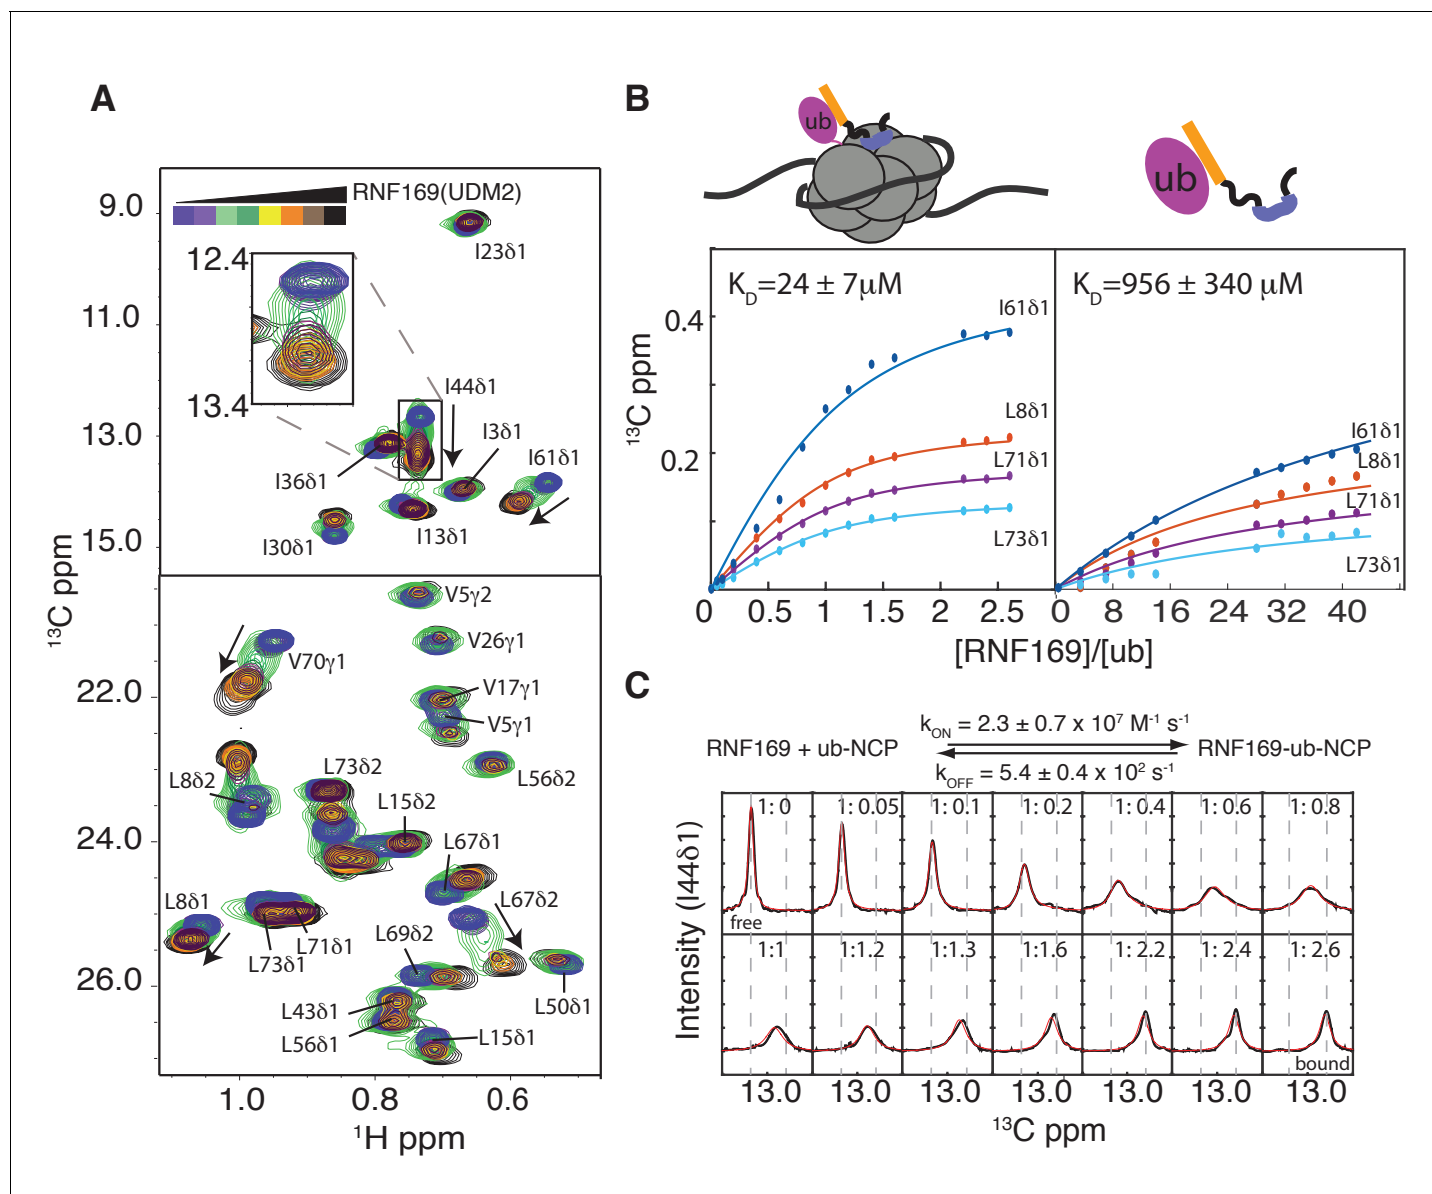 A
RNF169(UDM2)
9.0
11.0
13.0
15.0
22.0
24.0
26.0
13C ppm
12.4
13.4
I23δ1
I44δ1
I3δ1
I61δ1
I36δ1
I13δ1
I30δ1
V5γ2
V26γ1
V70γ1
V17γ1
V5γ1
L56δ2
L73δ2
L8δ2
L15δ2
L67δ1
L67δ2
L8δ1
L71δ1
L73δ1
L69δ2
L50δ1
L43δ1
L56δ1
L15δ1
1.0 0.8 0.6
1H ppm
B
ub
ub
KD=24 ± 7μM
KD=956 ± 340 μM
13C ppm
0.4
0.2
I61δ1
L8δ1
L71δ1
L73δ1
I61δ1
L8δ1
L71δ1
L73δ1
0 0.5 1 1.5 2 2.5
0 8 16 24 32 40
[RNF169]/[ub]
C
kON = 2.3 ± 0.7 x 10⁷ M⁻¹ s⁻¹
RNF169 + ub-NCP
RNF169-ub-NCP
kOFF = 5.4 ± 0.4 x 10² s⁻¹
Intensity (I44δ1)
1: 0 1: 0.05 1: 0.1 1: 0.2 1: 0.4 1: 0.6 1: 0.8
free
1:1 1:1.2 1:1.3 1:1.6 1: 2.2 1: 2.4 1: 2.6
bound
13.0 13.0 13.0 13.0 13.0 13.0 13.0
13C ppm